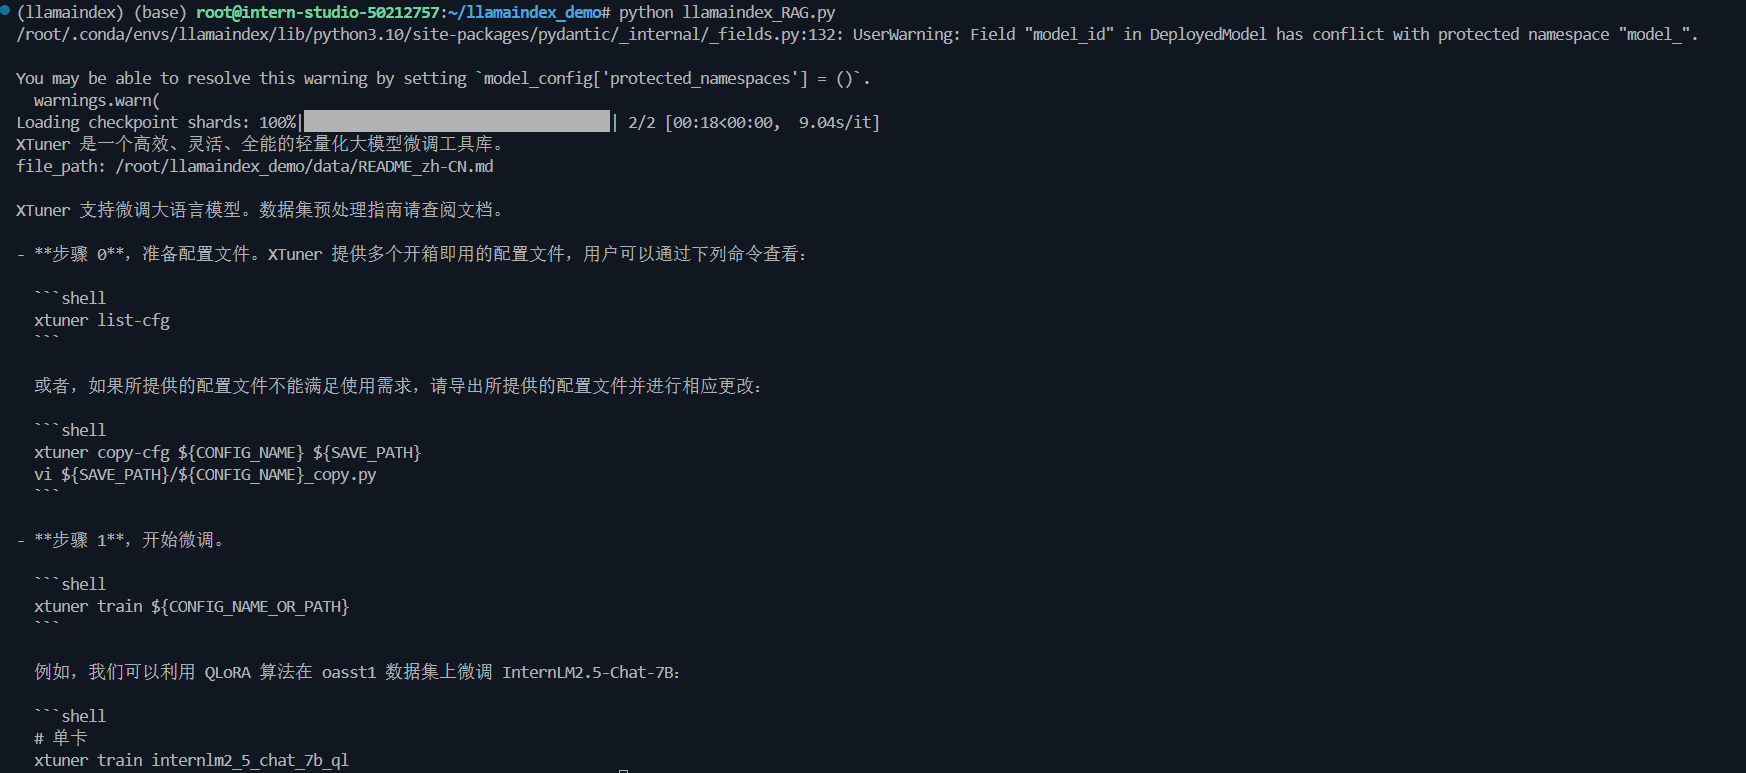 (llamaindex) (base) root@intern-studio-50212757:~/llamaindex_demo# python llamaindex_RAG.py
/root/.conda/envs/llamaindex/lib/python3.10/site-packages/pydantic/_internal/_fields.py:132: UserWarning: Field "model_id" in DeployedModel has conflict with protected namespace "model_".
You may be able to resolve this warning by setting `model_config['protected_namespaces'] = ()`.
  warnings.warn(
Loading checkpoint shards: 100%|| 2/2 [00:18<00:00,  9.04s/it]
XTuner 是一个高效、灵活、全能的轻量化大模型微调工具库。
file_path: /root/llamaindex_demo/data/README_zh-CN.md
XTuner 支持微调大语言模型。数据集预处理指南请查阅文档。
- **步骤 0**，准备配置文件。XTuner 提供多个开箱即用的配置文件，用户可以通过下列命令查看：
  ```shell
  xtuner list-cfg
  ```
  或者，如果所提供的配置文件不能满足使用需求，请导出所提供的配置文件并进行相应更改：
  ```shell
  xtuner copy-cfg ${CONFIG_NAME} ${SAVE_PATH}
  vi ${SAVE_PATH}/${CONFIG_NAME}_copy.py
  ```
- **步骤 1**，开始微调。
  ```shell
  xtuner train ${CONFIG_NAME_OR_PATH}
  ```
  例如，我们可以利用 QLoRA 算法在 oasst1 数据集上微调 InternLM2.5-Chat-7B：
  ```shell
  # 单卡
  xtuner train internlm2_5_chat_7b_ql